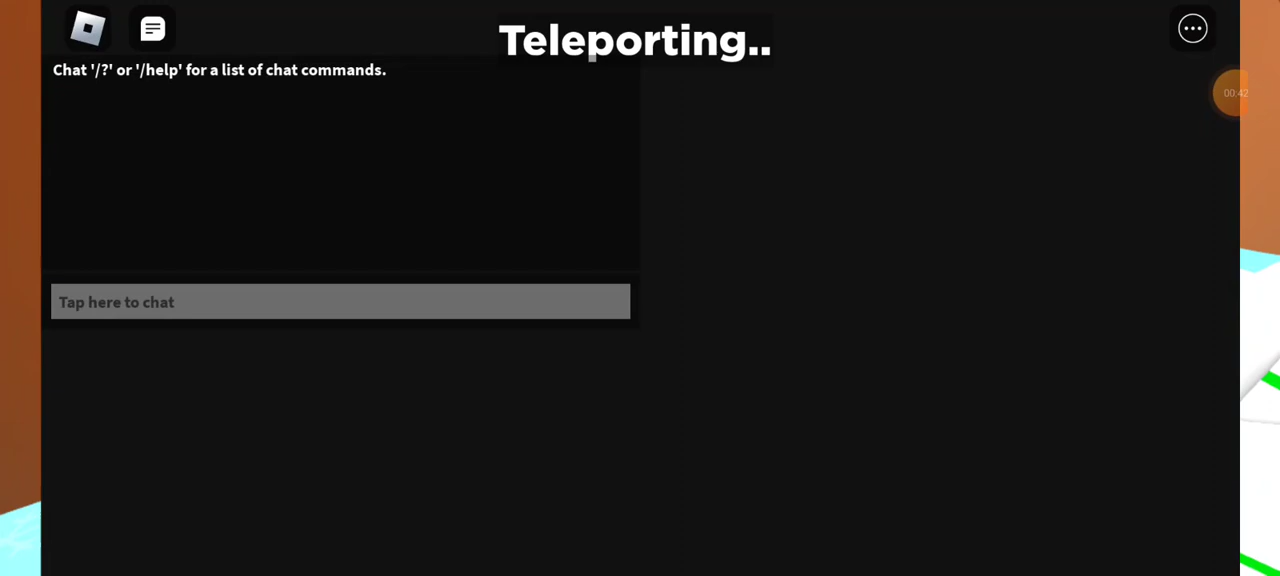 Teleporting..
Chat '/?' or '/help' for a list of chat commands.
00:42
Tap here to chat